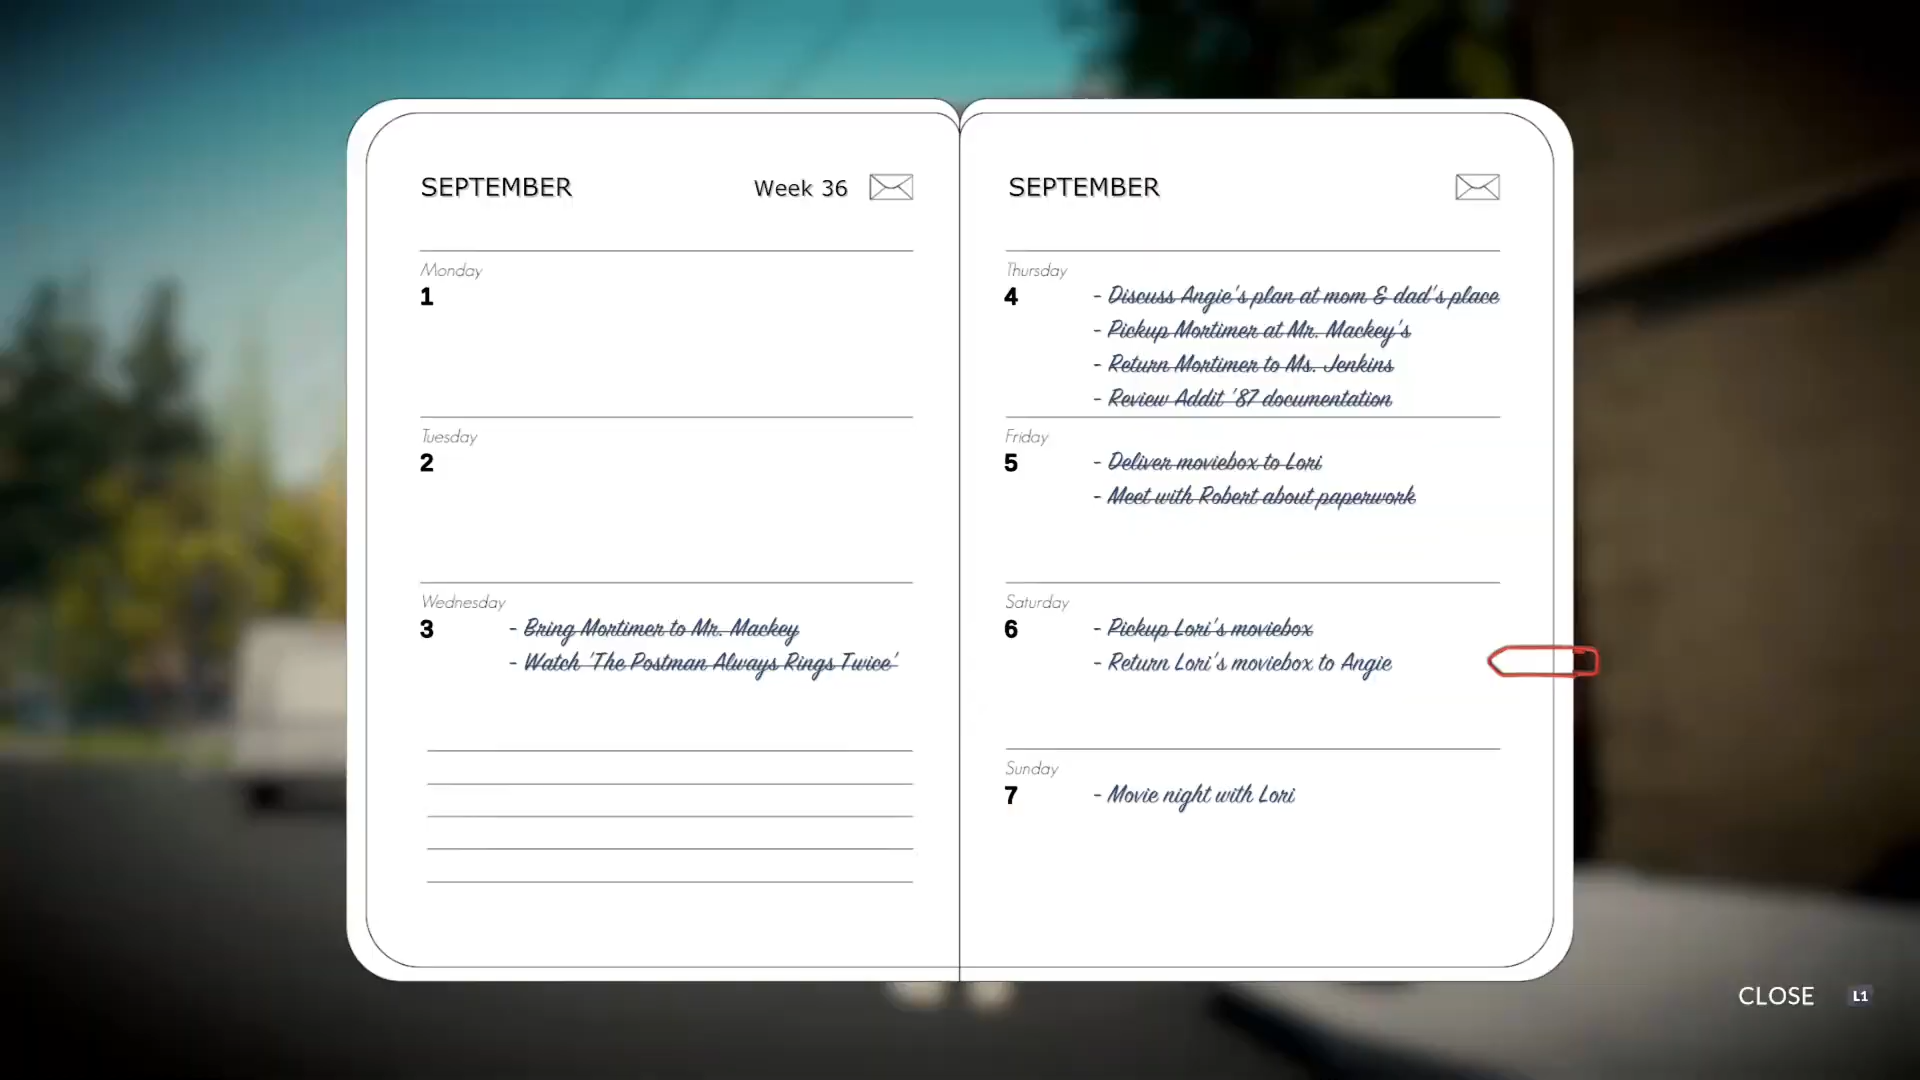 SEPTEMBER Week 36
Monday
1
Tuesday
2
Wednesday
3
- Bring Mortimer to Mr. Mackey
- Watch 'The Postman Always Rings Twice'
SEPTEMBER
Thursday
4
- Discuss Angie's plan at mom & dad's place
- Pickup Mortimer at Mr. Mackey's
- Return Mortimer to Ms. Jenkins
- Review Addit '87 documentation
Friday
5
- Deliver moviebox to Lori
- Meet with Robert about paperwork
Saturday
6
- Pickup Lori's moviebox
- Return Lori's moviebox to Angie
Sunday
7
- Movie night with Lori
CLOSE L1